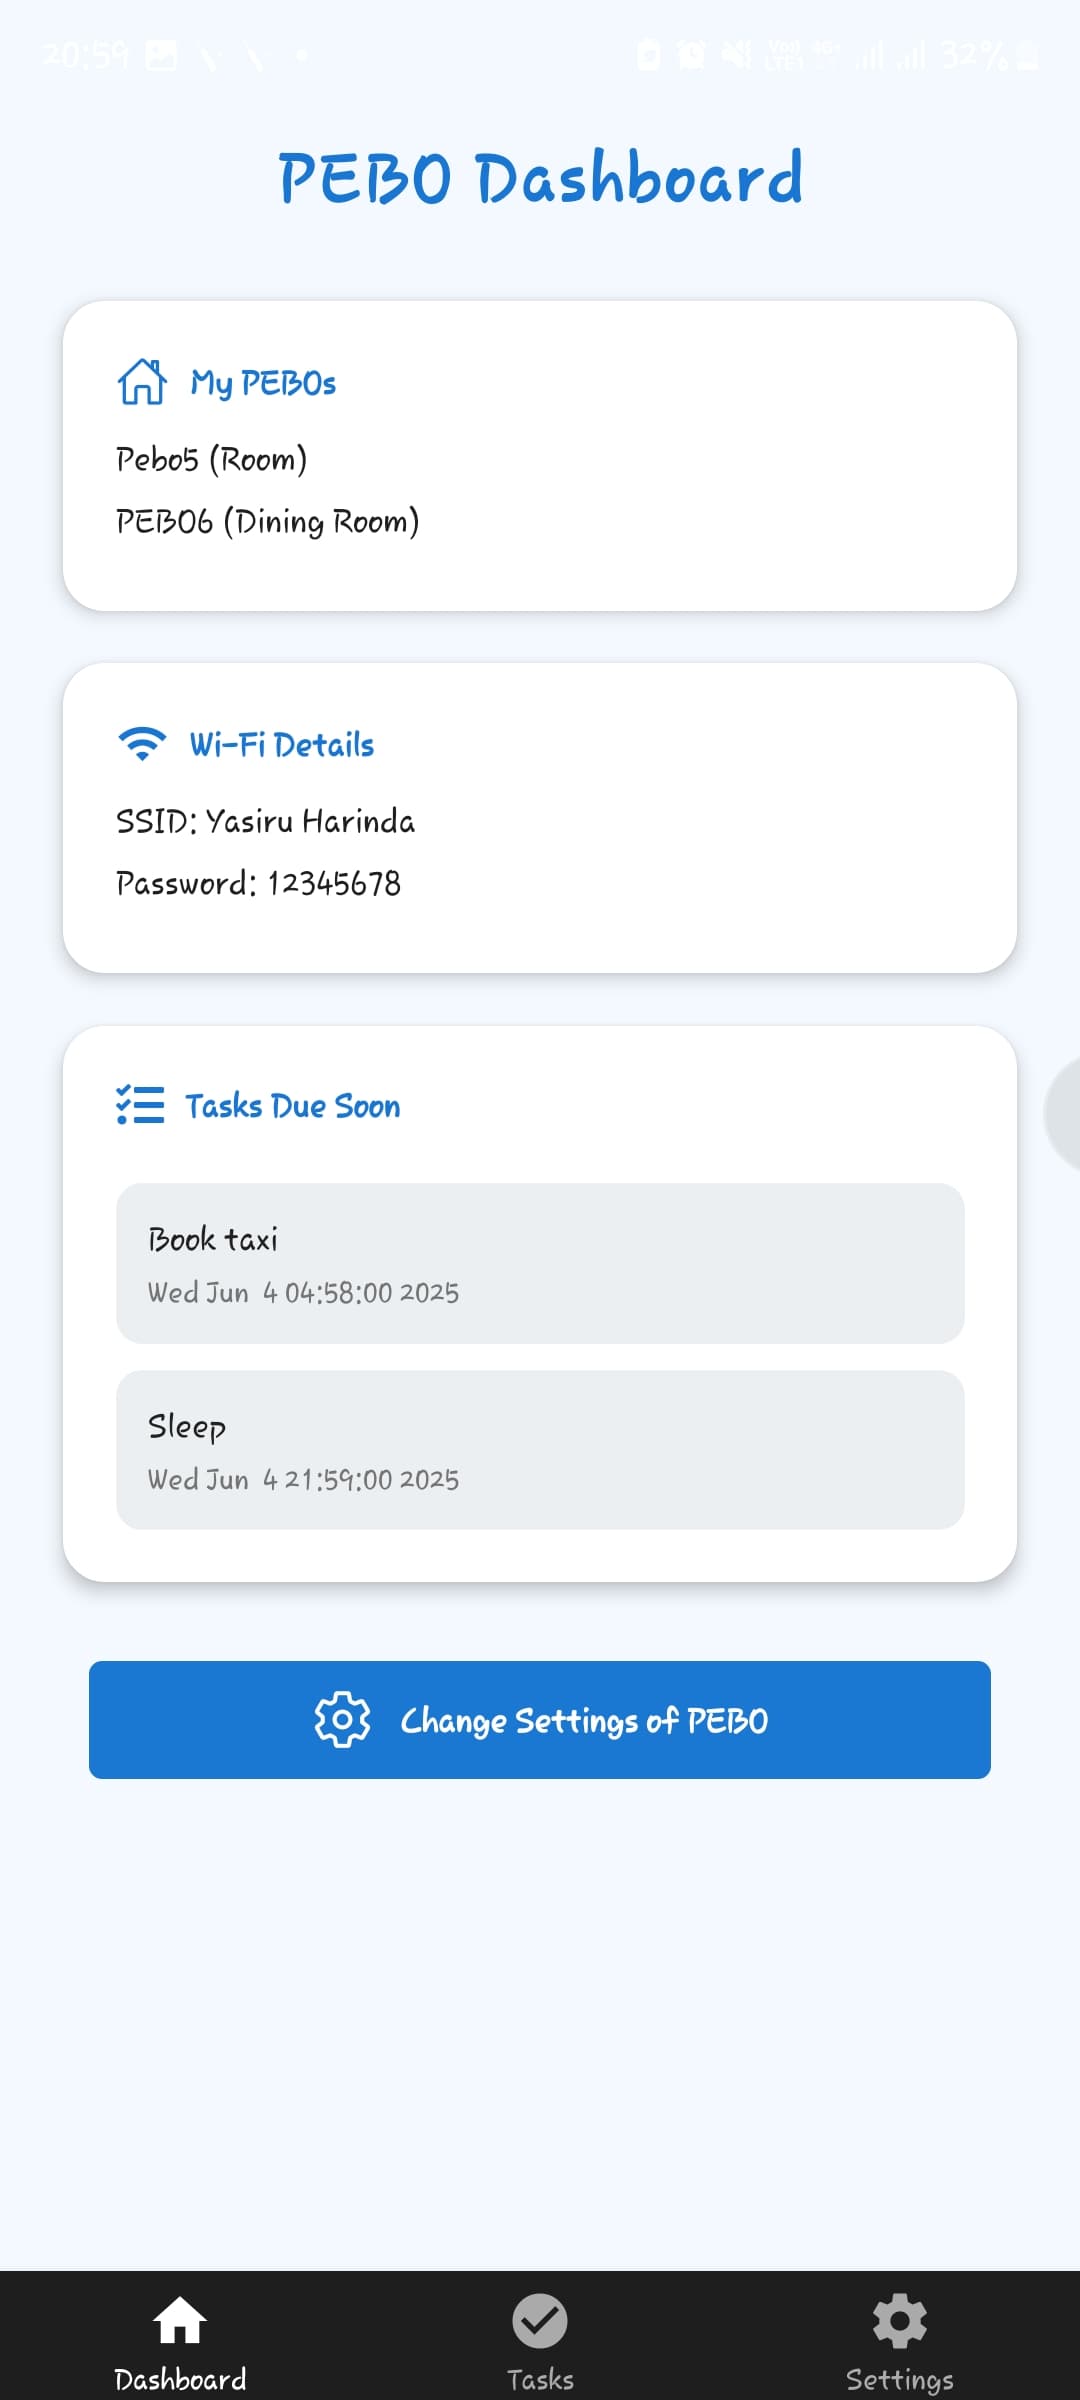 20:59 32%
PEBO Dashboard
My PEBOs
Pebo5 (Room)
PEBO6 (Dining Room)
Wi-Fi Details
SSID: Yasiru Harinda
Password: 12345678
Tasks Due Soon
Book taxi
Wed Jun  4 04:58:00 2025
Sleep
Wed Jun  4 21:59:00 2025
Change Settings of PEBO
Dashboard Tasks Settings